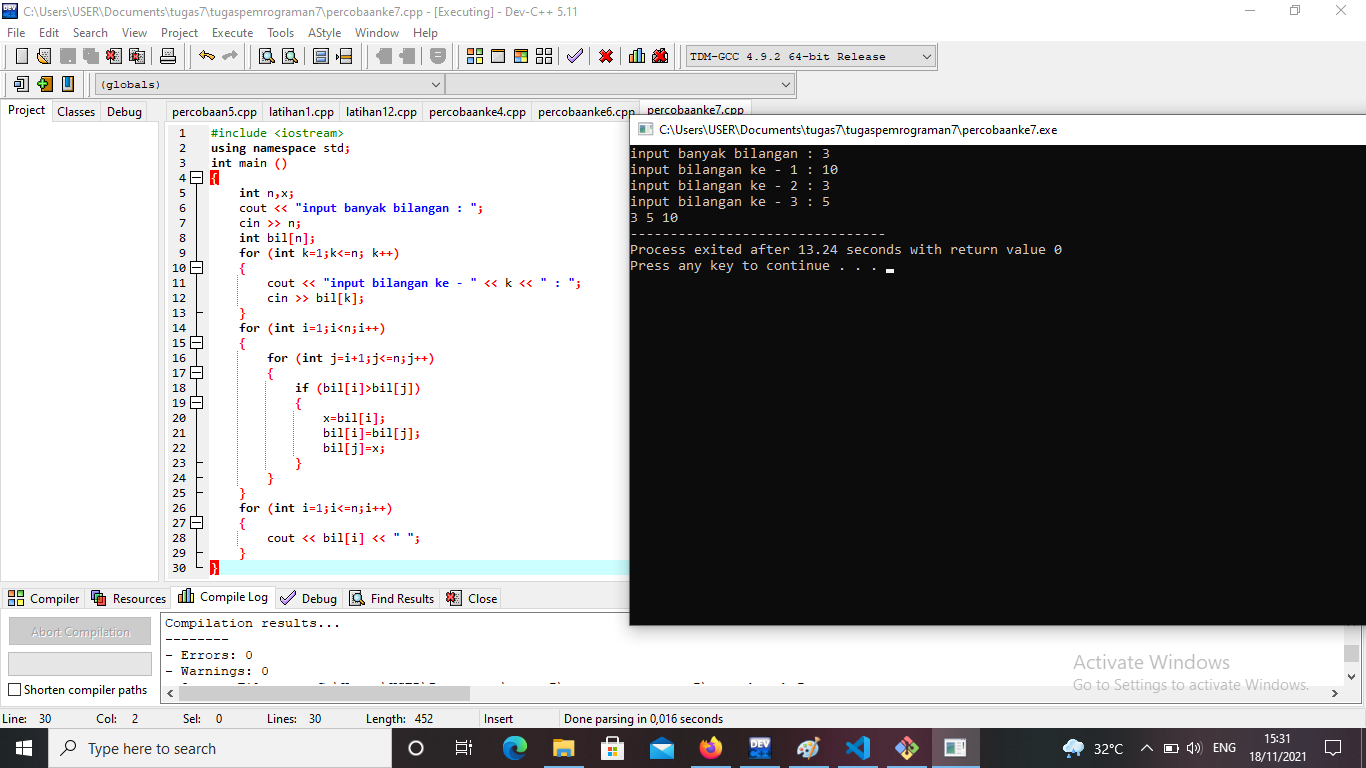 C:\Users\USER\Documents\tugas7\tugaspemrograman7\percobaanke7.cpp - [Executing] - Dev-C++ 5.11
File Edit Search View Project Execute Tools AStyle Window Help
TDM-GCC 4.9.2 64-bit Release
(globals)
Project Classes Debug
percobaan5.cpp latihan1.cpp latihan12.cpp percobaanke4.cpp percobaanke6.cpp percobaanke7.cpp
1 #include <iostream>
2 using namespace std;
3 int main ()
4 {
5 int n,x;
6 cout << "input banyak bilangan : ";
7 cin >> n;
8 int bil[n];
9 for (int k=1;k<=n; k++)
10 {
11 cout << "input bilangan ke - " << k << " : ";
12 cin >> bil[k];
13 }
14 for (int i=1;i<n;i++)
15 {
16 for (int j=i+1;j<=n;j++)
17 {
18 if (bil[i]>bil[j])
19 {
20 x=bil[i];
21 bil[i]=bil[j];
22 bil[j]=x;
23 }
24 }
25 }
26 for (int i=1;i<=n;i++)
27 {
28 cout << bil[i] << " ";
29 }
30 }
C:\Users\USER\Documents\tugas7\tugaspemrograman7\percobaanke7.exe
input banyak bilangan : 3
input bilangan ke - 1 : 10
input bilangan ke - 2 : 3
input bilangan ke - 3 : 5
3 5 10
--------------------------------
Process exited after 13.24 seconds with return value 0
Press any key to continue . . .
Compiler Resources Compile Log Debug Find Results Close
Abort Compilation
Shorten compiler paths
Compilation results...
--------
- Errors: 0
- Warnings: 0
Activate Windows
Go to Settings to activate Windows.
Line: 30 Col: 2 Sel: 0 Lines: 30 Length: 452 Insert Done parsing in 0,016 seconds
Type here to search
DEV
32°C ENG
15:31
18/11/2021